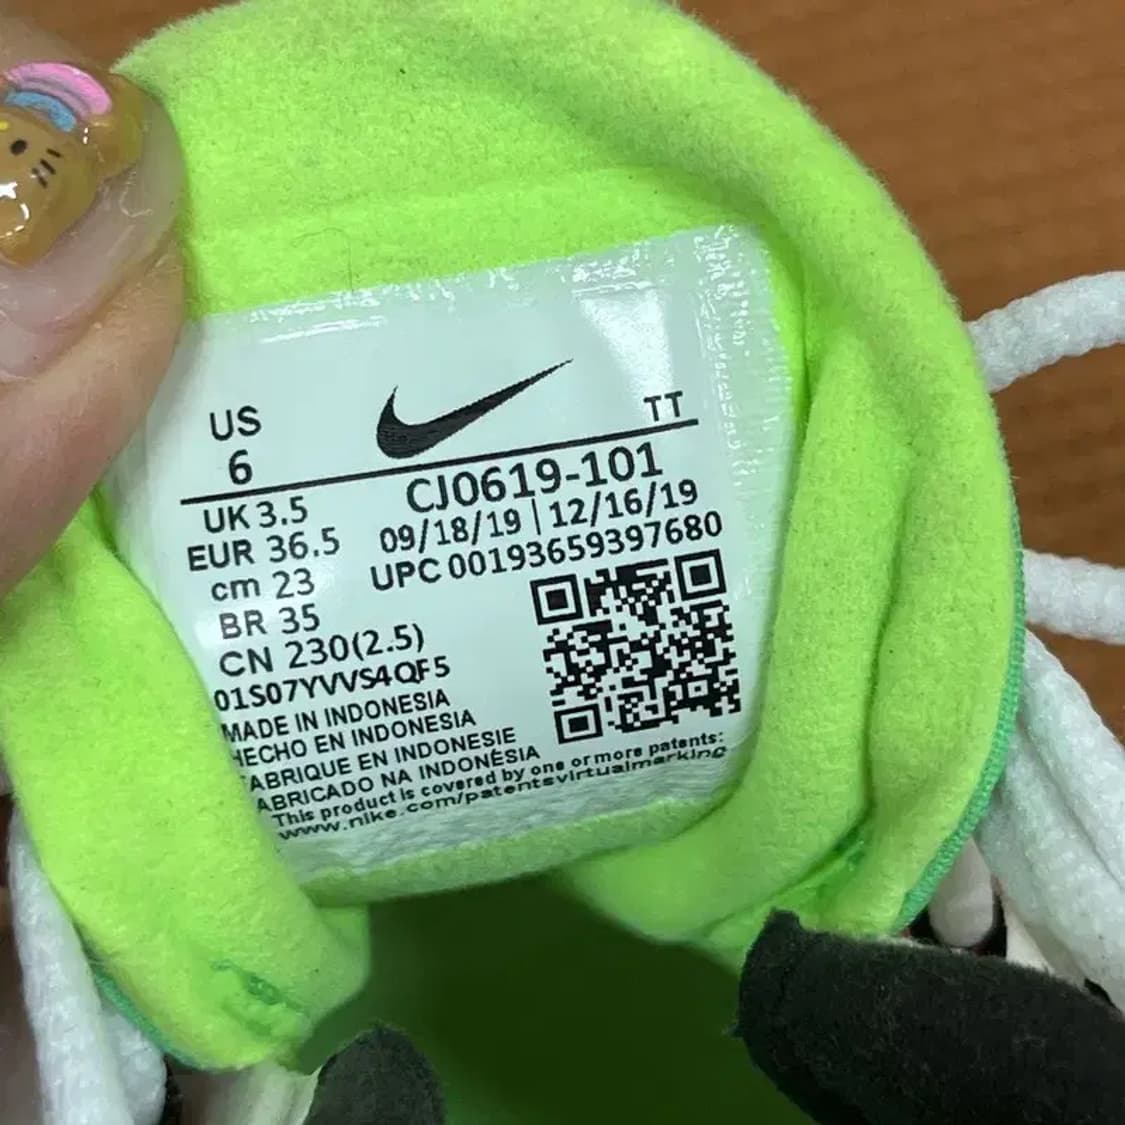 US
6
TT
UK 3.5
EUR 36.5
cm 23
BR 35
CN 230(2.5)
CJ0619-101
09/18/19 | 12/16/19
UPC 00193659397680
01S07YVVS4QF5
MADE IN INDONESIA
HECHO EN INDONESIA
FABRIQUE EN INDONESIE
FABRICADO NA INDONÉSIA
This product is covered by one or more patents:
www.nike.com/patentsvirtualmarking